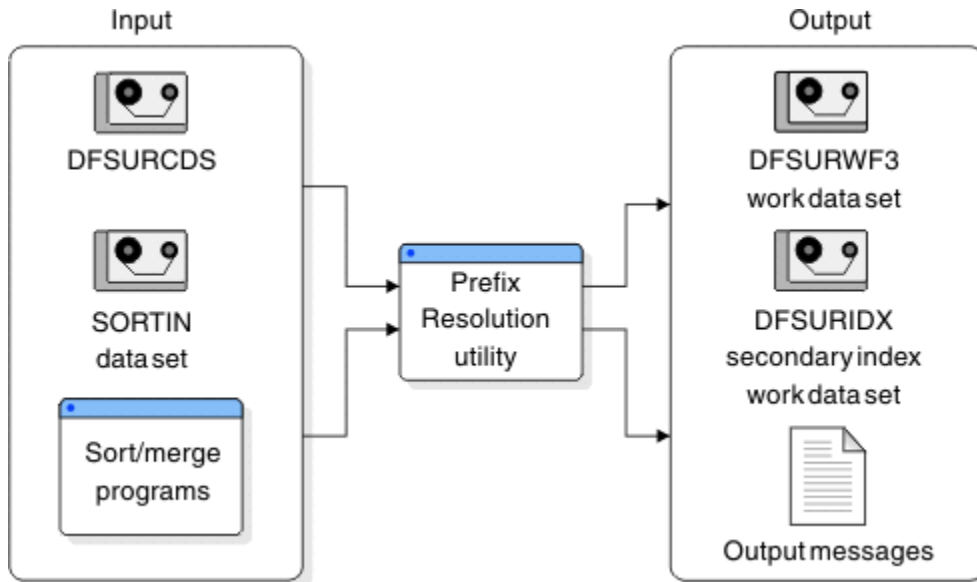 Input
DFSURCDS
SORTIN
data set
Sort/merge
programs
Prefix
Resolution
utility
Output
DFSURWF3
work data set
DFSURIDX
secondary index
work data set
Output messages